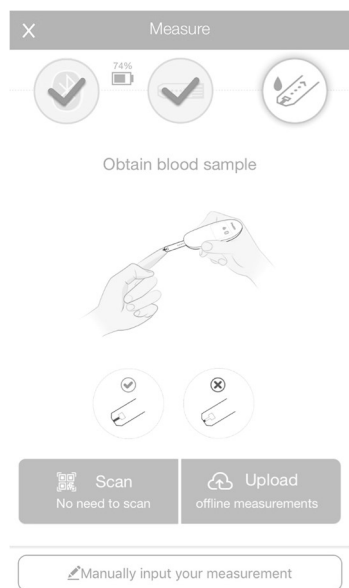 X
Measure
74%
Obtain blood sample
Scan
No need to scan
Upload
offline measurements
Manually input your measurement